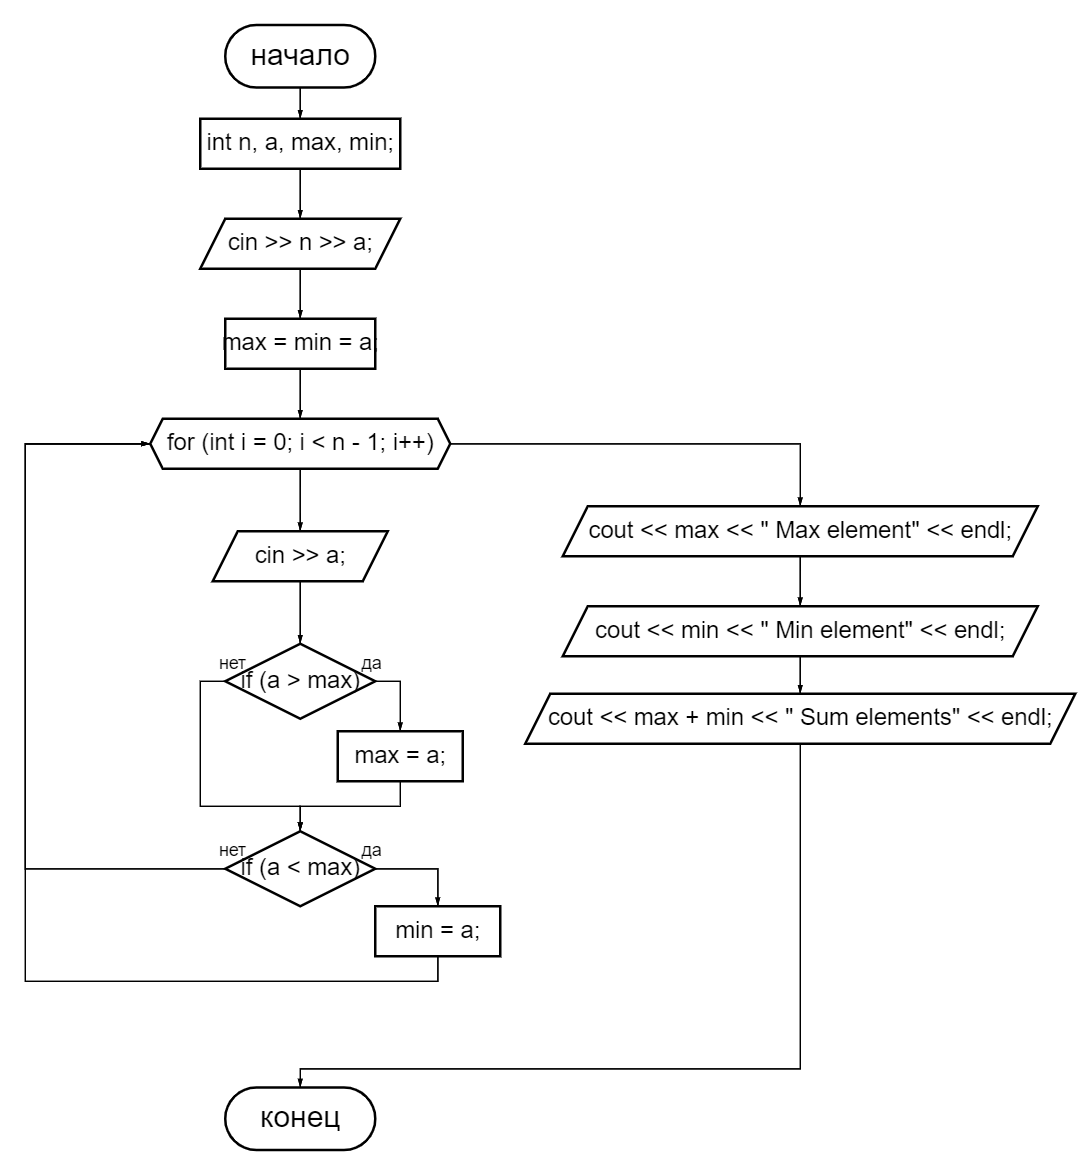 начало
int n, a, max, min;
cin >> n >> a;
max = min = a;
for (int i = 0; i < n - 1; i++)
cin >> a;
нет
if (a > max)
да
max = a;
нет
if (a < max)
да
min = a;
cout << max << " Max element" << endl;
cout << min << " Min element" << endl;
cout << max + min << " Sum elements" << endl;
конец